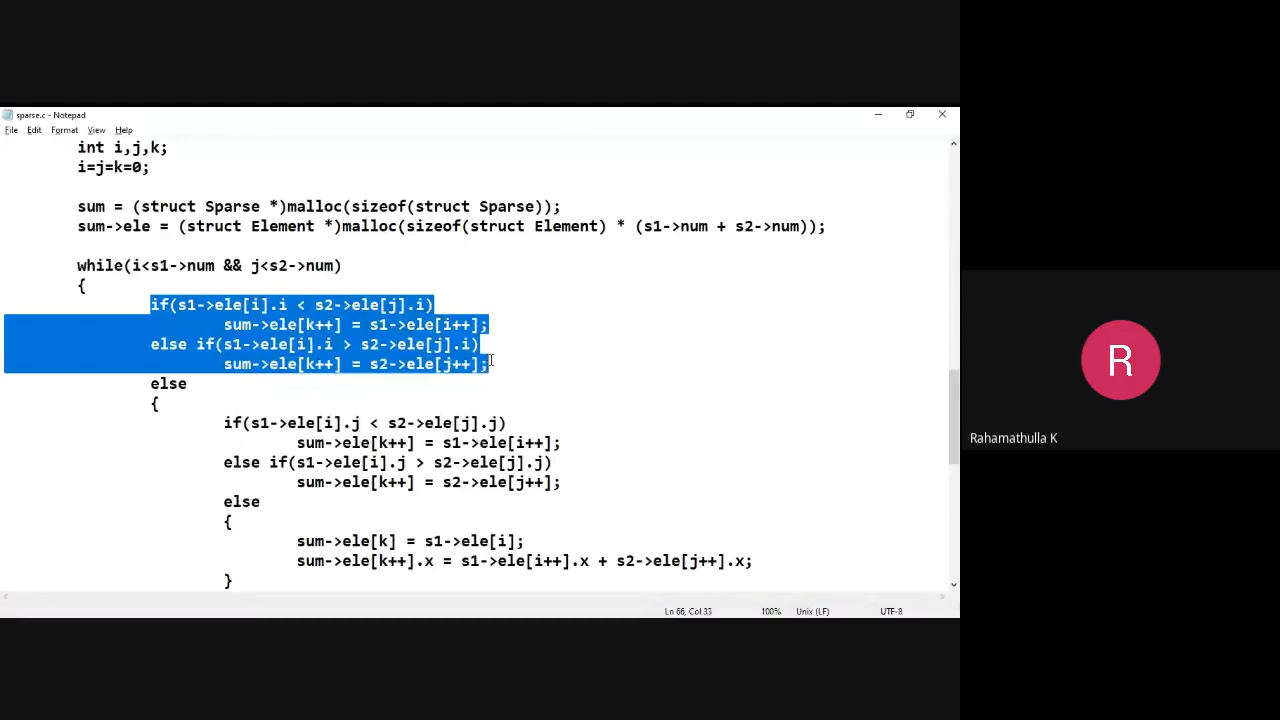 sparse.c - Notepad
File Edit Format View Help
int i,j,k;
i=j=k=0;
sum = (struct Sparse *)malloc(sizeof(struct Sparse));
sum->ele = (struct Element *)malloc(sizeof(struct Element) * (s1->num + s2->num));
while(i<s1->num && j<s2->num)
{
if(s1->ele[i].i < s2->ele[j].i)
sum->ele[k++] = s1->ele[i++];
else if(s1->ele[i].i > s2->ele[j].i)
sum->ele[k++] = s2->ele[j++];
else
{
if(s1->ele[i].j < s2->ele[j].j)
sum->ele[k++] = s1->ele[i++];
else if(s1->ele[i].j > s2->ele[j].j)
sum->ele[k++] = s2->ele[j++];
else
{
sum->ele[k] = s1->ele[i];
sum->ele[k++].x = s1->ele[i++].x + s2->ele[j++].x;
}
Ln 66, Col 33 100% Unix (LF) UTF-8
R
Rahamathulla K